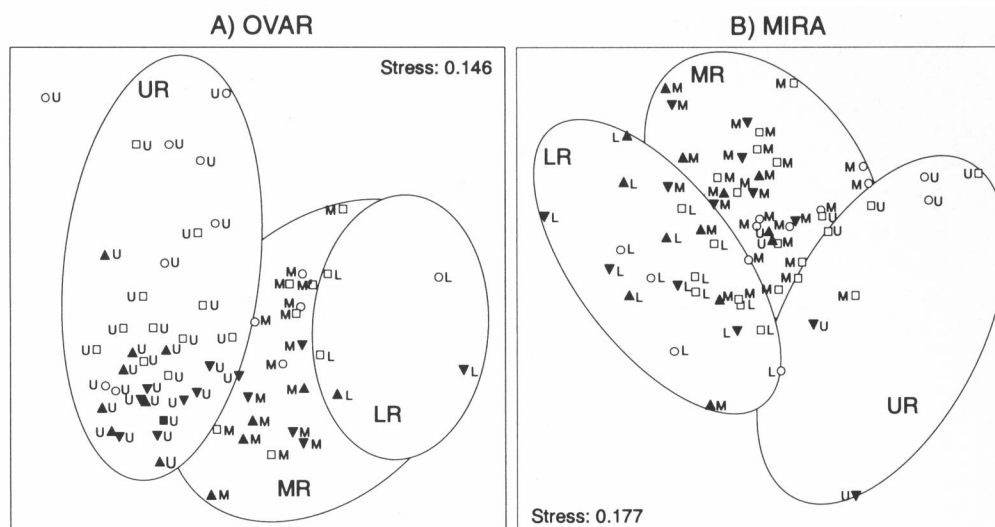 A) OVAR
Stress: 0.146
UR
U U
U U
U
U U
U U
M
U U
M L L
U U M M
U U M M M
U U U M L
U U U U M L
U U U M M L
U U U U M L
U U U M M LR
U U U M M
U M
M MR
B) MIRA
MR
M M
M
M M
L M
LR M M M
L M M U U
L M M M U
L M M M U
L M M U U
L L M M
L L M M
L L M M
L L M U
L L
L UR
M
U
Stress: 0.177